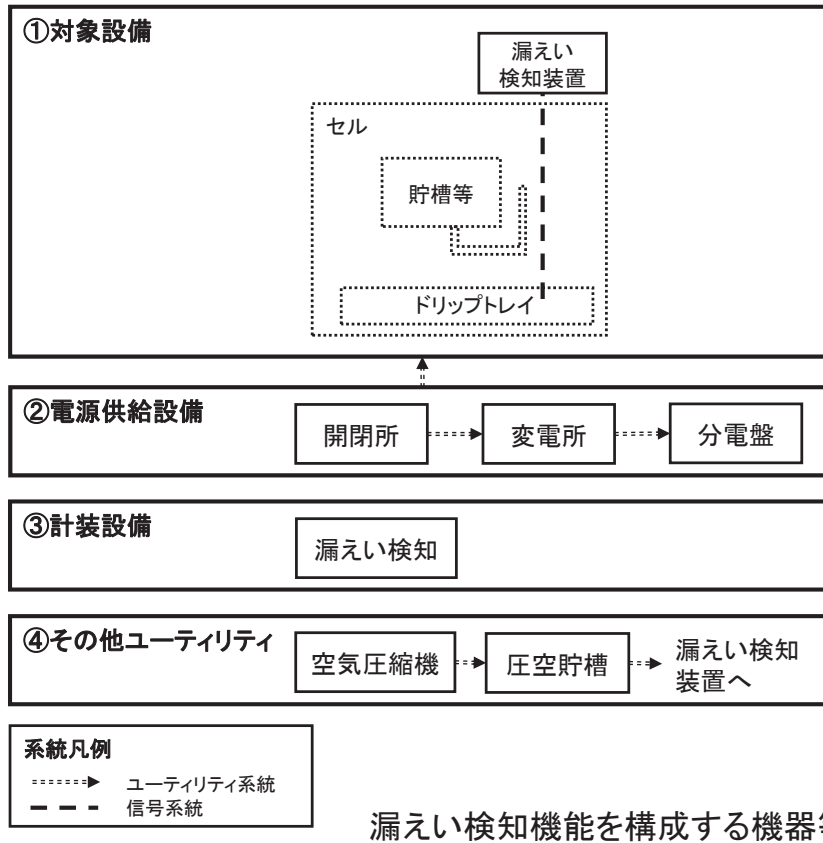 ①対象設備
漏えい
検知装置
セル
貯槽等
ドリップトレイ
②電源供給設備
開閉所
変電所
分電盤
③計装設備
漏えい検知
④その他ユーティリティ
空気圧縮機
圧空貯槽
漏えい検知
装置へ
系統凡例
ユーティリティ系統
信号系統
漏えい検知機能を構成する機器